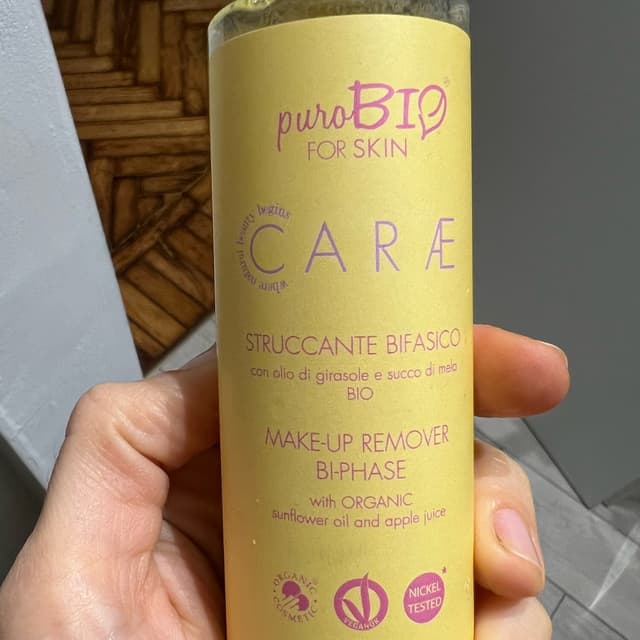 puroBIO
FOR SKIN
where natural beauty begins
CARÆ
STRUCCANTE BIFASICO
con olio di girasole e succo di mela
BIO
MAKE-UP REMOVER
BI-PHASE
with ORGANIC
sunflower oil and apple juice
ORGANIC COSMETIC
VEGANOK
NICKEL
TESTED*